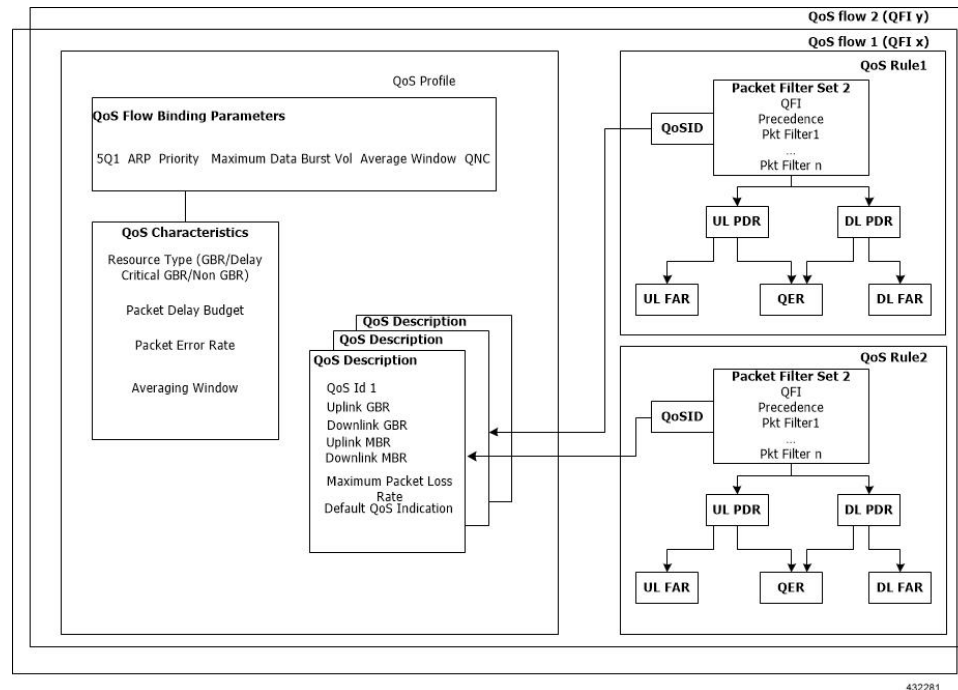 QoS flow 2 (QFI y)
QoS flow 1 (QFI x)
QoS Profile
QoS Flow Binding Parameters
5Q1 ARP Priority Maximum Data Burst Vol Average Window QNC
QoS Characteristics
Resource Type (GBR/Delay
Critical GBR/Non GBR)
Packet Delay Budget
Packet Error Rate
Averaging Window
QoS Description
QoS Description
QoS Description
QoS Id 1
Uplink GBR
Downlink GBR
Uplink MBR
Downlink MBR
Maximum Packet Loss
Rate
Default QoS Indication
QoS Rule1
Packet Filter Set 2
QFI
Precedence
Pkt Filter1
...
Pkt Filter n
QoSID
UL PDR
DL PDR
UL FAR
QER
DL FAR
QoS Rule2
Packet Filter Set 2
QFI
Precedence
Pkt Filter1
...
Pkt Filter n
QoSID
UL PDR
DL PDR
UL FAR
QER
DL FAR
432281